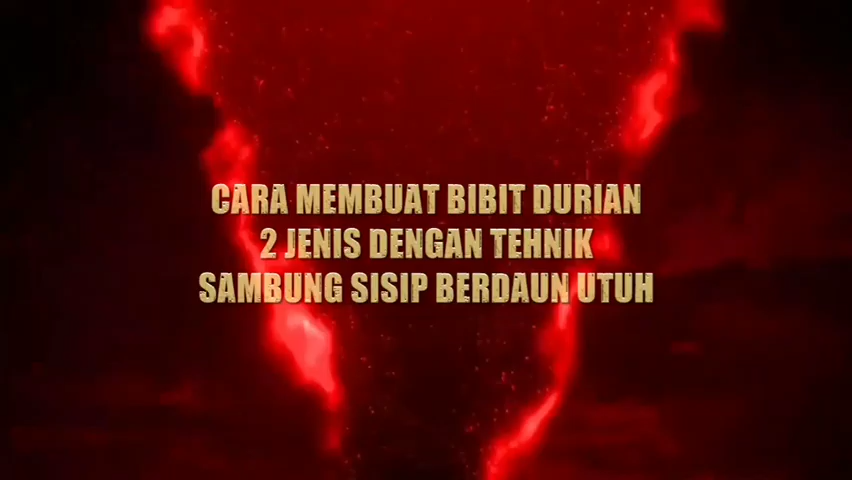 CARA MEMBUAT BIBIT DURIAN
2 JENIS DENGAN TEHNIK
SAMBUNG SISIP BERDAUN UTUH